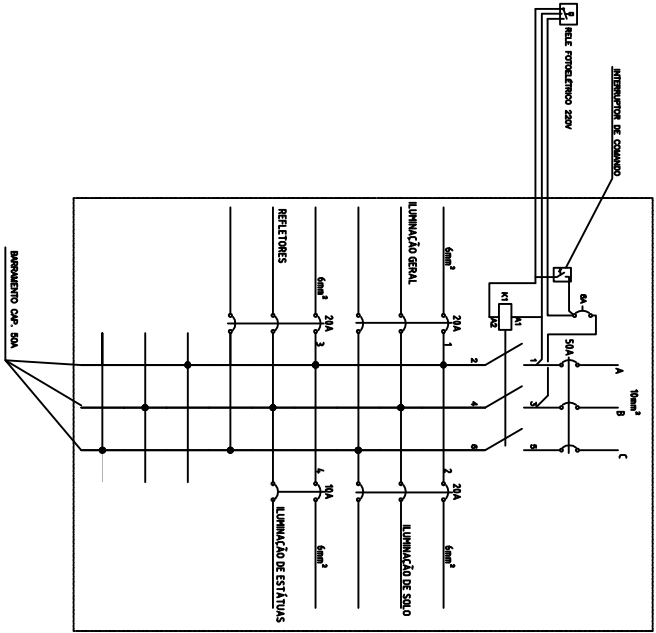 RELE FOTOELÉTRICO 220V
INTERRUPTOR DE COMANDO
BARRAMENTO CAP. 50A
REFLETORES
ILUMINAÇÃO GERAL
6mm²
6mm²
20A
20A
3
1
K1
A1
A2
6A
50A
10mm²
A
B
C
1
3
5
2
4
6
4
2
10A
20A
6mm²
6mm²
ILUMINAÇÃO DE ESTÁTUAS
ILUMINAÇÃO DE SOLO